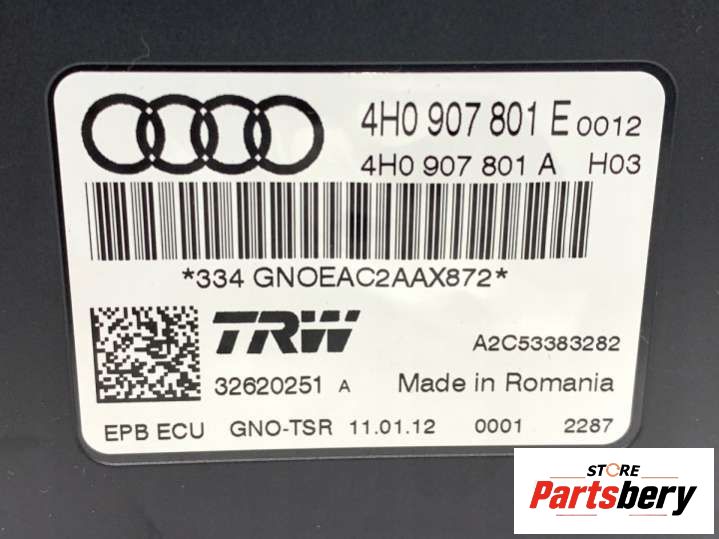 4H0 907 801 E 0012
4H0 907 801 A H03
*334 GNOEAC2AAX872*
TRW A2C53383282
32620251 A Made in Romania
EPB ECU GNO-TSR 11.01.12 0001 2287
STORE
Partsbery